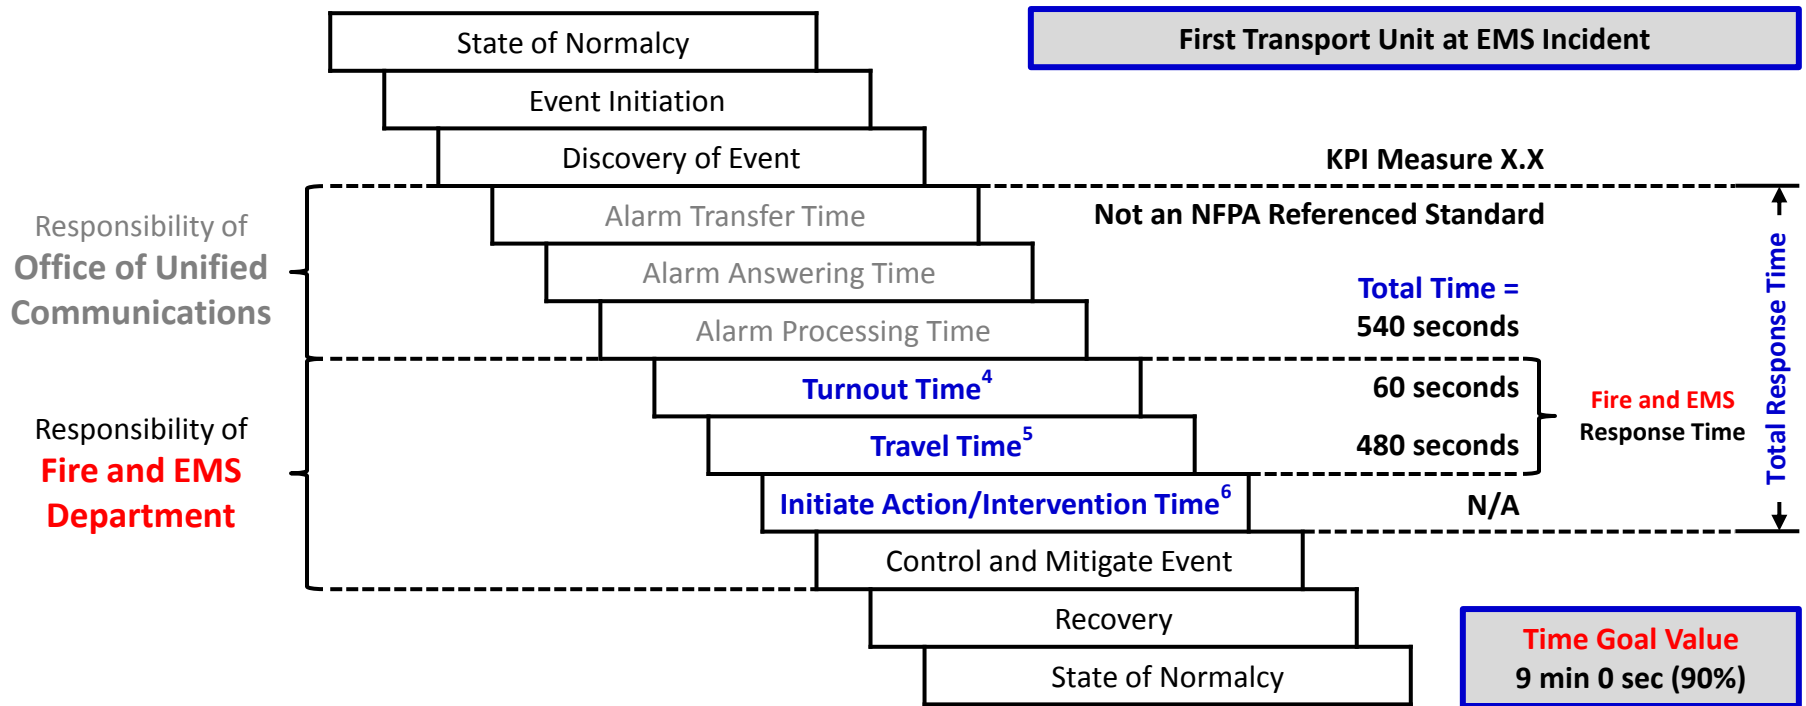 State of Normalcy
First Transport Unit at EMS Incident
Event Initiation
Discovery of Event
KPI Measure X.X
Responsibility of
Office of Unified
Communications
Alarm Transfer Time
Not an NFPA Referenced Standard
Alarm Answering Time
Total Time =
Alarm Processing Time
540 seconds
Total Response Time
Responsibility of
Fire and EMS
Department
Turnout Time4
60 seconds
Travel Time5
480 seconds
Fire and EMS
Response Time
Initiate Action/Intervention Time6
N/A
Control and Mitigate Event
Recovery
State of Normalcy
Time Goal Value
9 min 0 sec (90%)